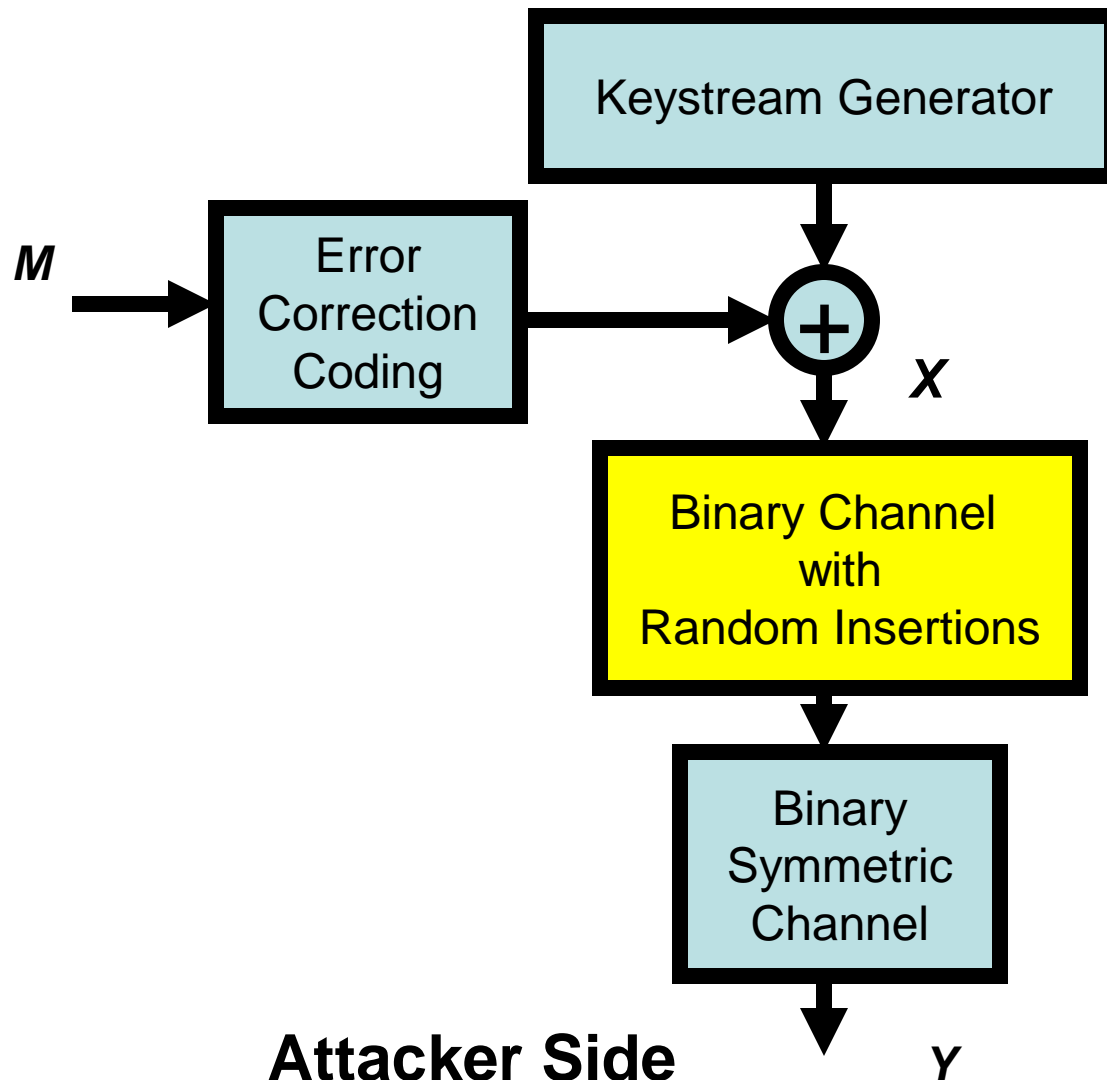 Keystream Generator
M
Error
Correction
Coding
+
X
Binary Channel
with
Random Insertions
Binary
Symmetric
Channel
Attacker Side
Y